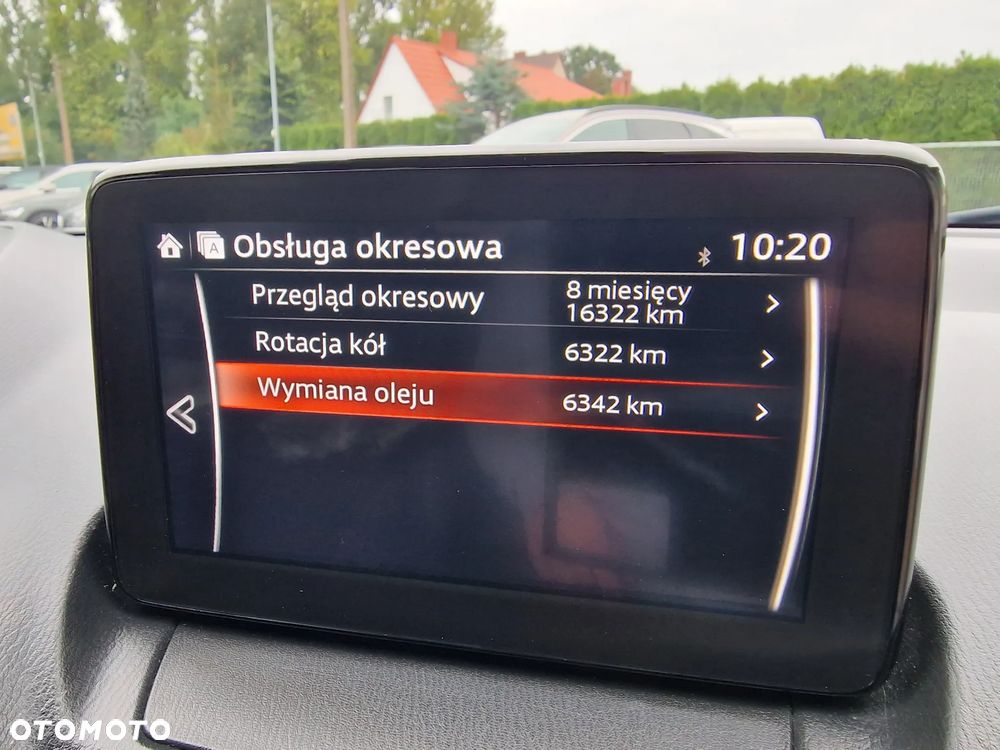 A Obsługa okresowa 10:20
Przegląd okresowy 8 miesięcy
16322 km
Rotacja kół 6322 km
Wymiana oleju 6342 km
OTOMOTO